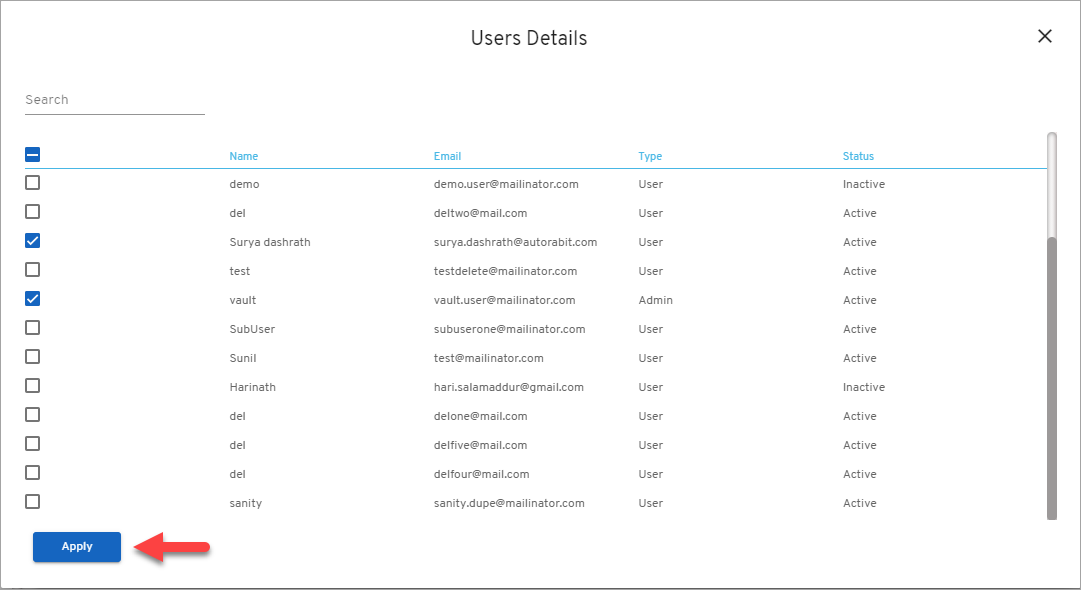 Users Details
Search
Name Email Type Status
demo demo.user@mailinator.com User Inactive
del deltwo@mail.com User Active
Surya dashrath surya.dashrath@autorabit.com User Active
test testdelete@mailinator.com User Active
vault vault.user@mailinator.com Admin Active
SubUser subuserone@mailinator.com User Active
Sunil test@mailinator.com User Active
Harinath hari.salamaddur@gmail.com User Inactive
del delone@mail.com User Active
del delfive@mail.com User Active
del delfour@mail.com User Active
sanity sanity.dupe@mailinator.com User Active
Apply